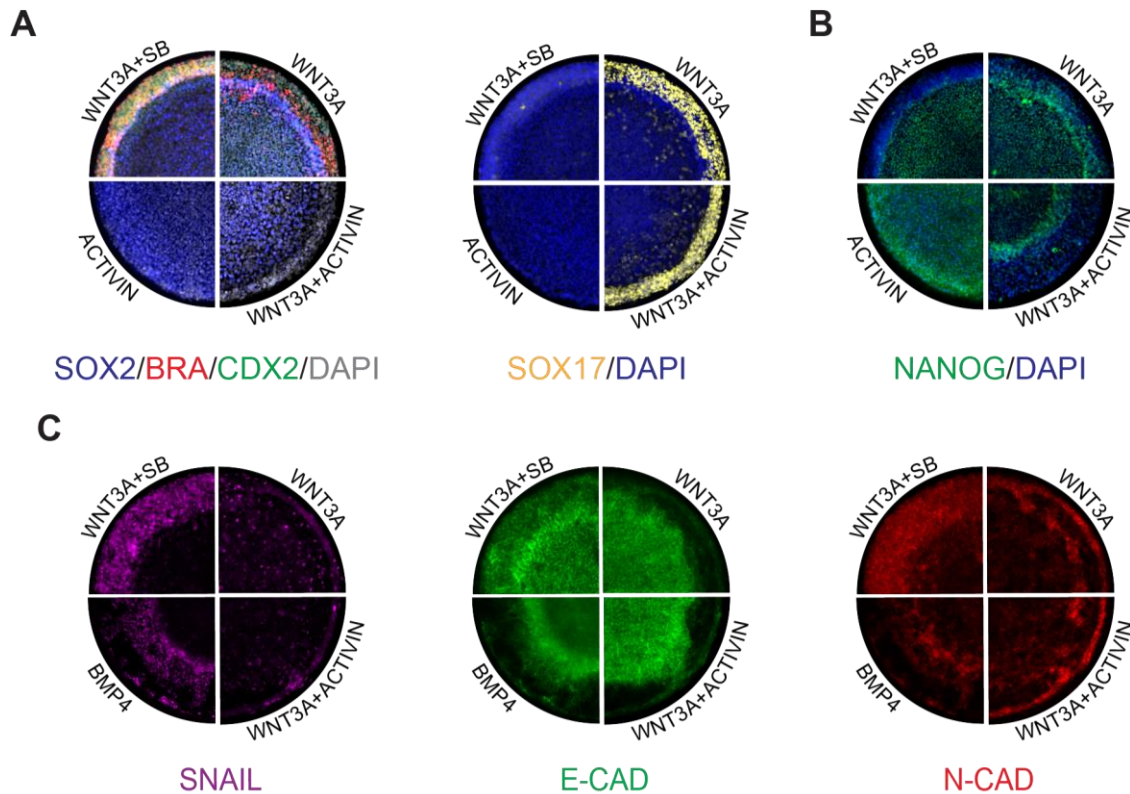 A
B
WNT3A+SB
WNT3A
ACTIVIN
WNT3A+ACTIVIN
WNT3A+SB
WNT3A
ACTIVIN
WNT3A+ACTIVIN
WNT3A+SB
WNT3A
ACTIVIN
WNT3A+ACTIVIN
SOX2/BRA/CDX2/DAPI
SOX17/DAPI
NANOG/DAPI
C
WNT3A+SB
WNT3A
BMP4
WNT3A+ACTIVIN
WNT3A+SB
WNT3A
BMP4
WNT3A+ACTIVIN
WNT3A+SB
WNT3A
BMP4
WNT3A+ACTIVIN
SNAIL
E-CAD
N-CAD